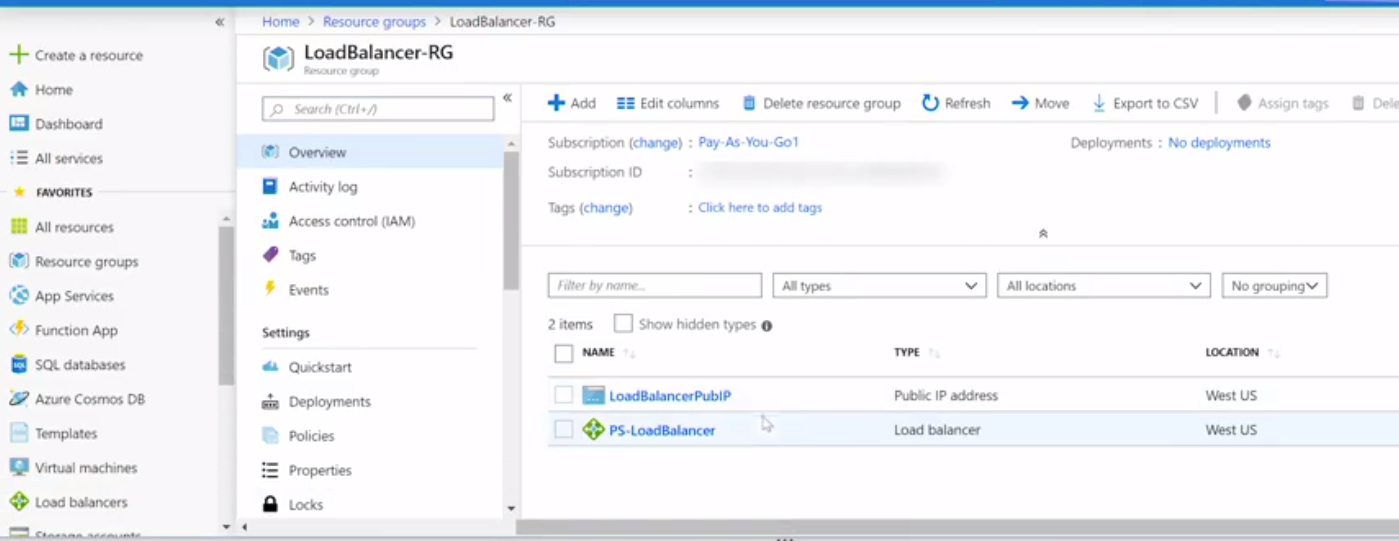 Home > Resource groups > LoadBalancer-RG
LoadBalancer-RG
Resource group
Create a resource
Home
Dashboard
All services
FAVORITES
All resources
Resource groups
App Services
Function App
SQL databases
Azure Cosmos DB
Templates
Virtual machines
Load balancers
Storage accounts
Search (Ctrl+/)
Overview
Activity log
Access control (IAM)
Tags
Events
Settings
Quickstart
Deployments
Policies
Properties
Locks
Add Edit columns Delete resource group Refresh Move Export to CSV Assign tags Dele
Subscription (change) : Pay-As-You-Go1 Deployments : No deployments
Subscription ID :
Tags (change) : Click here to add tags
Filter by name... All types All locations No grouping
2 items Show hidden types
NAME TYPE LOCATION
LoadBalancerPubIP Public IP address West US
PS-LoadBalancer Load balancer West US